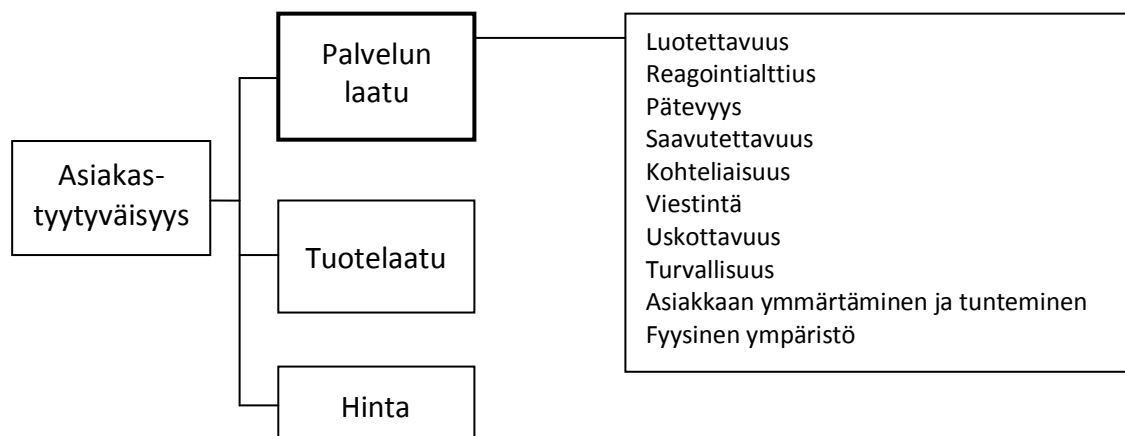 Asiakas-
tyytyväisyys
Palvelun
laatu
Tuotelaatu
Hinta
Luotettavuus
Reagointialttius
Pätevyys
Saavutettavuus
Kohteliaisuus
Viestintä
Uskottavuus
Turvallisuus
Asiakkaan ymmärtäminen ja tunteminen
Fyysinen ympäristö